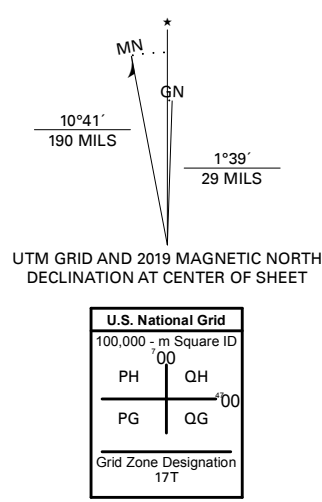 ★
MN
GN
10°41´
190 MILS
1°39´
29 MILS
UTM GRID AND 2019 MAGNETIC NORTH
DECLINATION AT CENTER OF SHEET
U.S. National Grid
100,000 - m Square ID
⁷00
PH QH
⁴⁷00
PG QG
Grid Zone Designation
17T